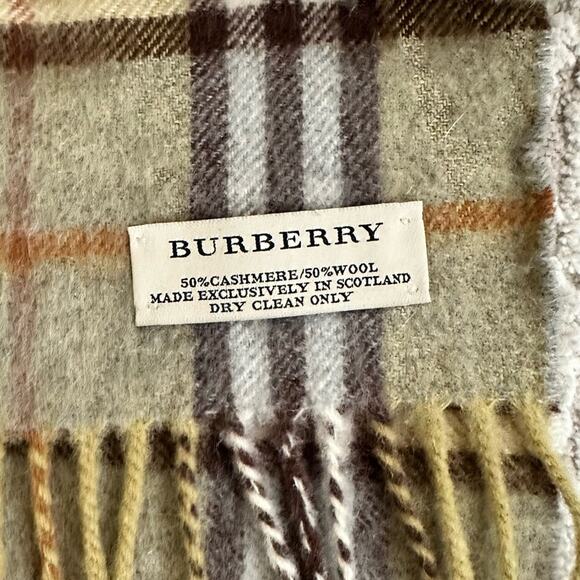 BURBERRY
50%CASHMERE/50%WOOL
MADE EXCLUSIVELY IN SCOTLAND
DRY CLEAN ONLY